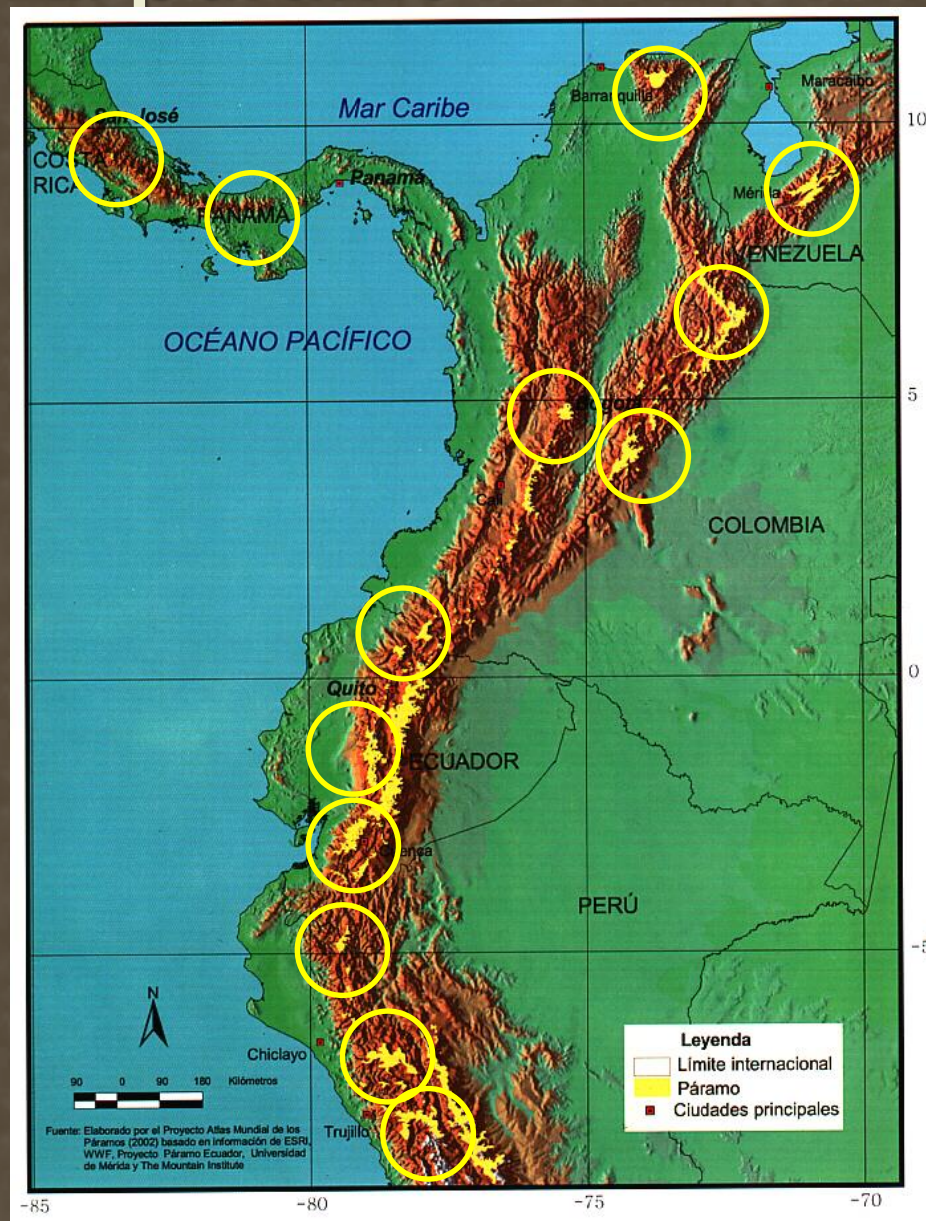 Mar Caribe
Barranquilla
Maracaibo
San José
10
COSTA
RICA
Panamá
PANAMÁ
Mérida
VENEZUELA
OCÉANO PACÍFICO
5
Bogotá
Cali
COLOMBIA
0
Quito
ECUADOR
Cuenca
PERÚ
-5
N
Chiclayo
90 0 90 180 Kilómetros
Trujillo
Fuente: Elaborado por el Proyecto Atlas Mundial de los
Páramos (2002) basado en información de ESRI,
WWF, Proyecto Páramo Ecuador, Universidad
de Mérida y The Mountain Institute
Leyenda
Límite internacional
Páramo
Ciudades principales
-85
-80
-75
-70